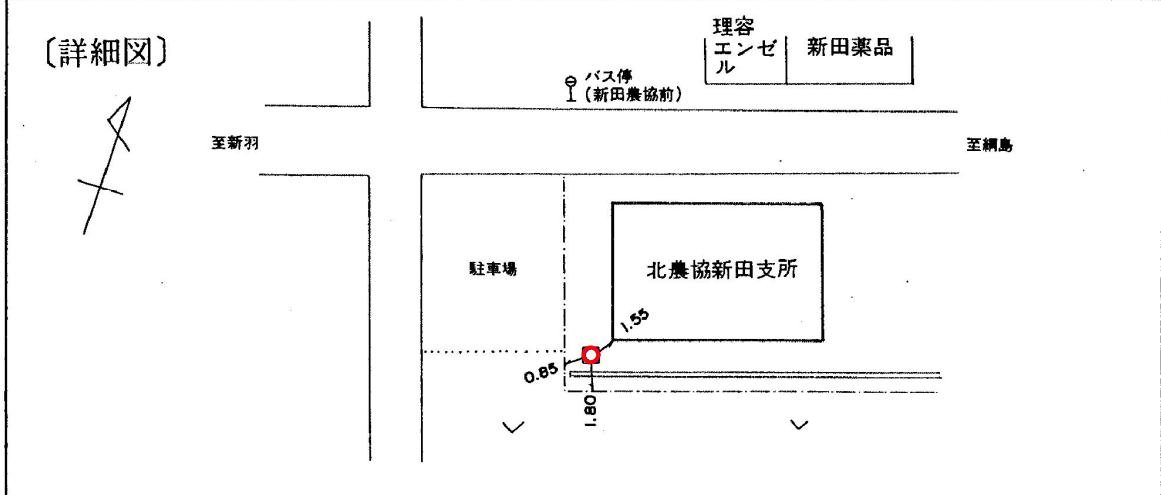 〔詳細図〕
理容
エンゼ
ル
新田薬品
バス停
(新田農協前)
至新羽
至綱島
駐車場
北農協新田支所
1.55
0.85
1.80